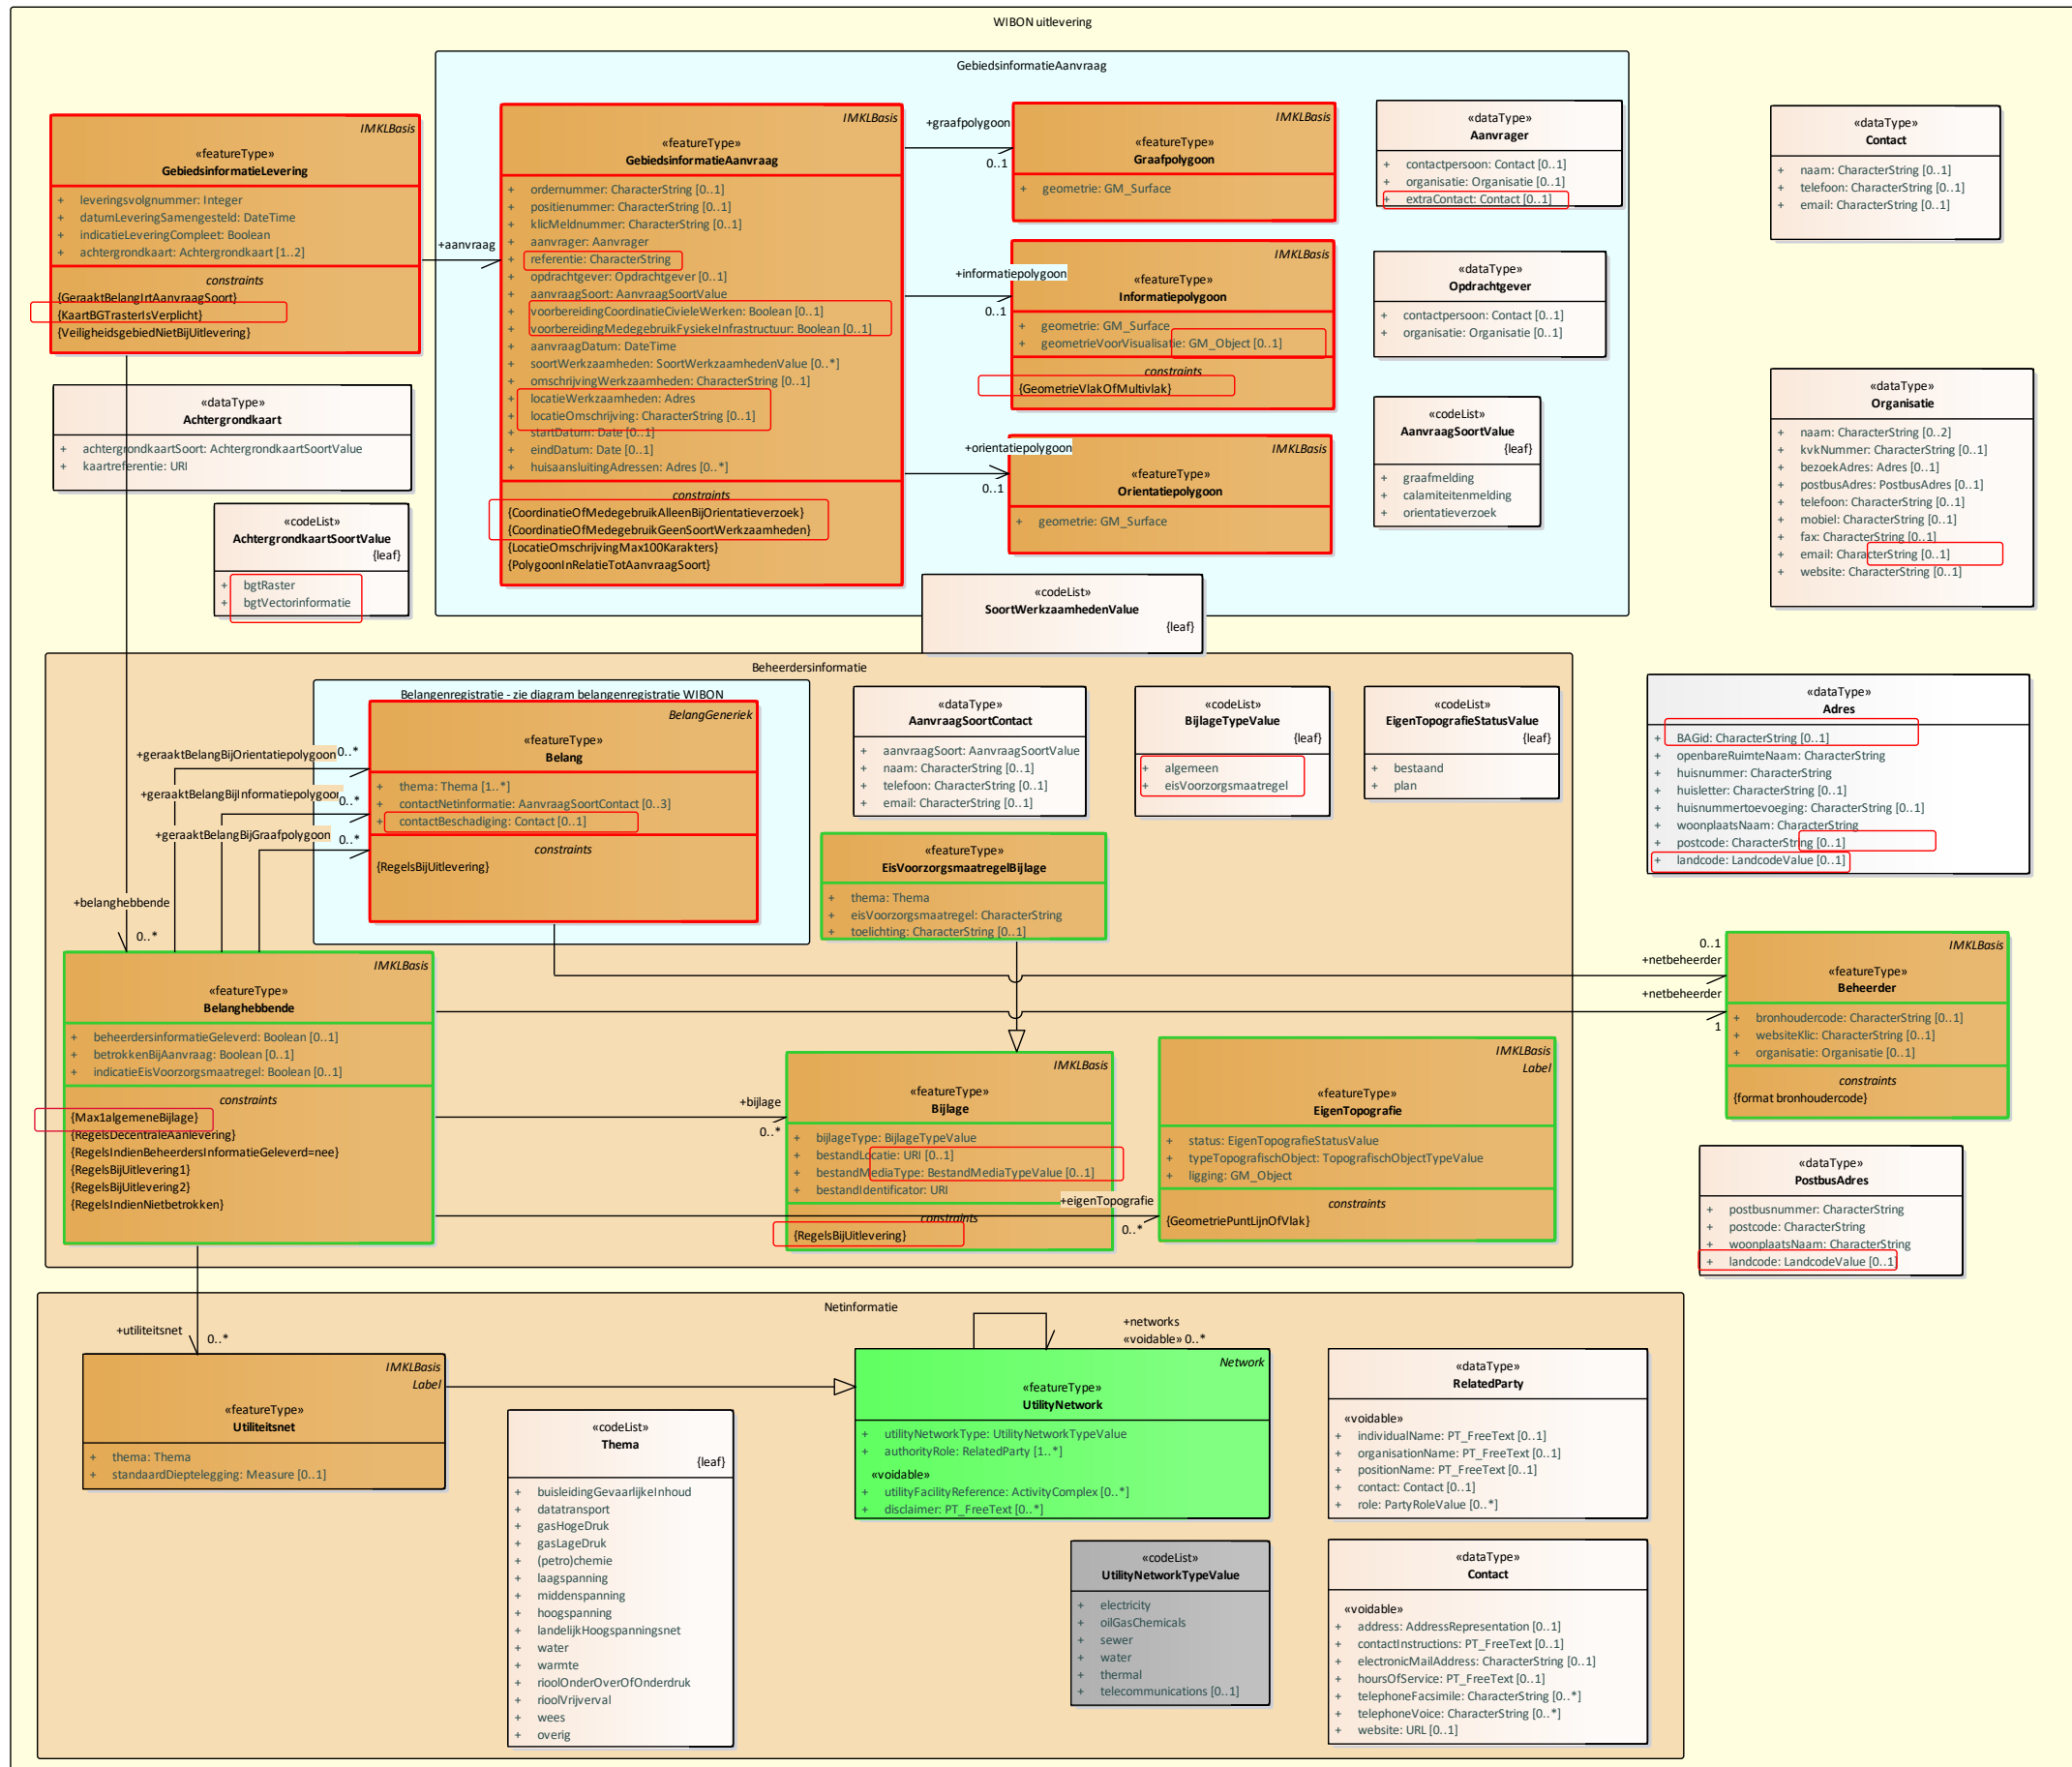 WIBON uitlevering
GebiedsinformatieAanvraag
IMKLBasis
«featureType»
GebiedsinformatieLevering
+ leveringsvolgnummer: Integer
+ datumLeveringSamengesteld: DateTime
+ indicatieLeveringCompleet: Boolean
+ achtergrondkaart: Achtergrondkaart [1..2]
constraints
{GeraaktBelangIrtAanvraagSoort}
{KaartBGTrasterIsVerplicht}
{VeiligheidsgebiedNietBijUitlevering}
+aanvraag
IMKLBasis
«featureType»
GebiedsinformatieAanvraag
+ ordernummer: CharacterString [0..1]
+ positienummer: CharacterString [0..1]
+ klicMeldnummer: CharacterString [0..1]
+ aanvrager: Aanvrager
+ referentie: CharacterString
+ opdrachtgever: Opdrachtgever [0..1]
+ aanvraagSoort: AanvraagSoortValue
+ voorbereidingCoordinatieCivieleWerken: Boolean [0..1]
+ voorbereidingMedegebruikFysiekeInfrastructuur: Boolean [0..1]
+ aanvraagDatum: DateTime
+ soortWerkzaamheden: SoortWerkzaamhedenValue [0..*]
+ omschrijvingWerkzaamheden: CharacterString [0..1]
+ locatieWerkzaamheden: Adres
+ locatieOmschrijving: CharacterString [0..1]
+ startDatum: Date [0..1]
+ eindDatum: Date [0..1]
+ huisaansluitingAdressen: Adres [0..*]
constraints
{CoordinatieOfMedegebruikAlleenBijOrientatieverzoek}
{CoordinatieOfMedegebruikGeenSoortWerkzaamheden}
{LocatieOmschrijvingMax100Karakters}
{PolygoonInRelatieTotAanvraagSoort}
+graafpolygoon
0..1
IMKLBasis
«featureType»
Graafpolygoon
+ geometrie: GM_Surface
+informatiepolygoon
0..1
IMKLBasis
«featureType»
Informatiepolygoon
+ geometrie: GM_Surface
+ geometrieVoorVisualisatie: GM_Object [0..1]
constraints
{GeometrieVlakOfMultivlak}
+orientatiepolygoon
0..1
IMKLBasis
«featureType»
Orientatiepolygoon
+ geometrie: GM_Surface
«dataType»
Aanvrager
+ contactpersoon: Contact [0..1]
+ organisatie: Organisatie [0..1]
+ extraContact: Contact [0..1]
«dataType»
Opdrachtgever
+ contactpersoon: Contact [0..1]
+ organisatie: Organisatie [0..1]
«codeList»
AanvraagSoortValue
{leaf}
+ graafmelding
+ calamiteitenmelding
+ orientatieverzoek
«dataType»
Contact
+ naam: CharacterString [0..1]
+ telefoon: CharacterString [0..1]
+ email: CharacterString [0..1]
«dataType»
Organisatie
+ naam: CharacterString [0..2]
+ kvkNummer: CharacterString [0..1]
+ bezoekAdres: Adres [0..1]
+ postbusAdres: PostbusAdres [0..1]
+ telefoon: CharacterString [0..1]
+ mobiel: CharacterString [0..1]
+ fax: CharacterString [0..1]
+ email: CharacterString [0..1]
+ website: CharacterString [0..1]
«dataType»
Achtergrondkaart
+ achtergrondkaartSoort: AchtergrondkaartSoortValue
+ kaartreferentie: URI
«codeList»
AchtergrondkaartSoortValue
{leaf}
+ bgtRaster
+ bgtVectorinformatie
«codeList»
SoortWerkzaamhedenValue
{leaf}
Beheerdersinformatie
Belangenregistratie - zie diagram belangenregistratie WIBON
BelangGeneriek
«featureType»
Belang
+ thema: Thema [1..*]
+ contactNetinformatie: AanvraagSoortContact [0..3]
+ contactBeschadiging: Contact [0..1]
constraints
{RegelsBijUitlevering}
+geraaktBelangBijOrientatiepolygoon
0..*
+geraaktBelangBijInformatiepolygoon
0..*
+geraaktBelangBijGraafpolygoon
0..*
+belanghebbende
0..*
«dataType»
AanvraagSoortContact
+ aanvraagSoort: AanvraagSoortValue
+ naam: CharacterString [0..1]
+ telefoon: CharacterString [0..1]
+ email: CharacterString [0..1]
«codeList»
BijlageTypeValue
{leaf}
+ algemeen
+ eisVoorzorgsmaatregel
«codeList»
EigenTopografieStatusValue
{leaf}
+ bestaand
+ plan
«featureType»
EisVoorzorgsmaatregelBijlage
+ thema: Thema
+ eisVoorzorgsmaatregel: CharacterString
+ toelichting: CharacterString [0..1]
«dataType»
Adres
+ BAGid: CharacterString [0..1]
+ openbareRuimteNaam: CharacterString
+ huisnummer: CharacterString
+ huisletter: CharacterString [0..1]
+ huisnummertoevoeging: CharacterString [0..1]
+ woonplaatsNaam: CharacterString
+ postcode: CharacterString [0..1]
+ landcode: LandcodeValue [0..1]
IMKLBasis
«featureType»
Belanghebbende
+ beheerdersinformatieGeleverd: Boolean [0..1]
+ betrokkenBijAanvraag: Boolean [0..1]
+ indicatieEisVoorzorgsmaatregel: Boolean [0..1]
constraints
{Max1algemeneBijlage}
{RegelsDecentraleAanlevering}
{RegelsIndienBeheerdersInformatieGeleverd=nee}
{RegelsBijUitlevering1}
{RegelsBijUitlevering2}
{RegelsIndienNietbetrokken}
0..1
+netbeheerder
+netbeheerder
1
IMKLBasis
«featureType»
Beheerder
+ bronhoudercode: CharacterString [0..1]
+ websiteKlic: CharacterString [0..1]
+ organisatie: Organisatie [0..1]
constraints
{format bronhoudercode}
+bijlage
0..*
IMKLBasis
«featureType»
Bijlage
+ bijlageType: BijlageTypeValue
+ bestandLocatie: URI [0..1]
+ bestandMediaType: BestandMediaTypeValue [0..1]
+ bestandIdentificator: URI
constraints
{RegelsBijUitlevering}
+eigenTopografie
0..*
IMKLBasis
Label
«featureType»
EigenTopografie
+ status: EigenTopografieStatusValue
+ typeTopografischObject: TopografischObjectTypeValue
+ ligging: GM_Object
constraints
{GeometriePuntLijnOfVlak}
«dataType»
PostbusAdres
+ postbusnummer: CharacterString
+ postcode: CharacterString
+ woonplaatsNaam: CharacterString
+ landcode: LandcodeValue [0..1]
Netinformatie
+utiliteitsnet
0..*
IMKLBasis
Label
«featureType»
Utiliteitsnet
+ thema: Thema
+ standaardDieptelegging: Measure [0..1]
«codeList»
Thema
{leaf}
+ buisleidingGevaarlijkeInhoud
+ datatransport
+ gasHogeDruk
+ gasLageDruk
+ (petro)chemie
+ laagspanning
+ middenspanning
+ hoogspanning
+ landelijkHoogspanningsnet
+ water
+ warmte
+ rioolOnderOverOfOnderdruk
+ rioolVrijverval
+ wees
+ overig
+networks
«voidable» 0..*
Network
«featureType»
UtilityNetwork
+ utilityNetworkType: UtilityNetworkTypeValue
+ authorityRole: RelatedParty [1..*]
«voidable»
+ utilityFacilityReference: ActivityComplex [0..*]
+ disclaimer: PT_FreeText [0..*]
«codeList»
UtilityNetworkTypeValue
+ electricity
+ oilGasChemicals
+ sewer
+ water
+ thermal
+ telecommunications [0..1]
«dataType»
RelatedParty
«voidable»
+ individualName: PT_FreeText [0..1]
+ organisationName: PT_FreeText [0..1]
+ positionName: PT_FreeText [0..1]
+ contact: Contact [0..1]
+ role: PartyRoleValue [0..*]
«dataType»
Contact
«voidable»
+ address: AddressRepresentation [0..1]
+ contactInstructions: PT_FreeText [0..1]
+ electronicMailAddress: CharacterString [0..1]
+ hoursOfService: PT_FreeText [0..1]
+ telephoneFacsimile: CharacterString [0..*]
+ telephoneVoice: CharacterString [0..*]
+ website: URL [0..1]